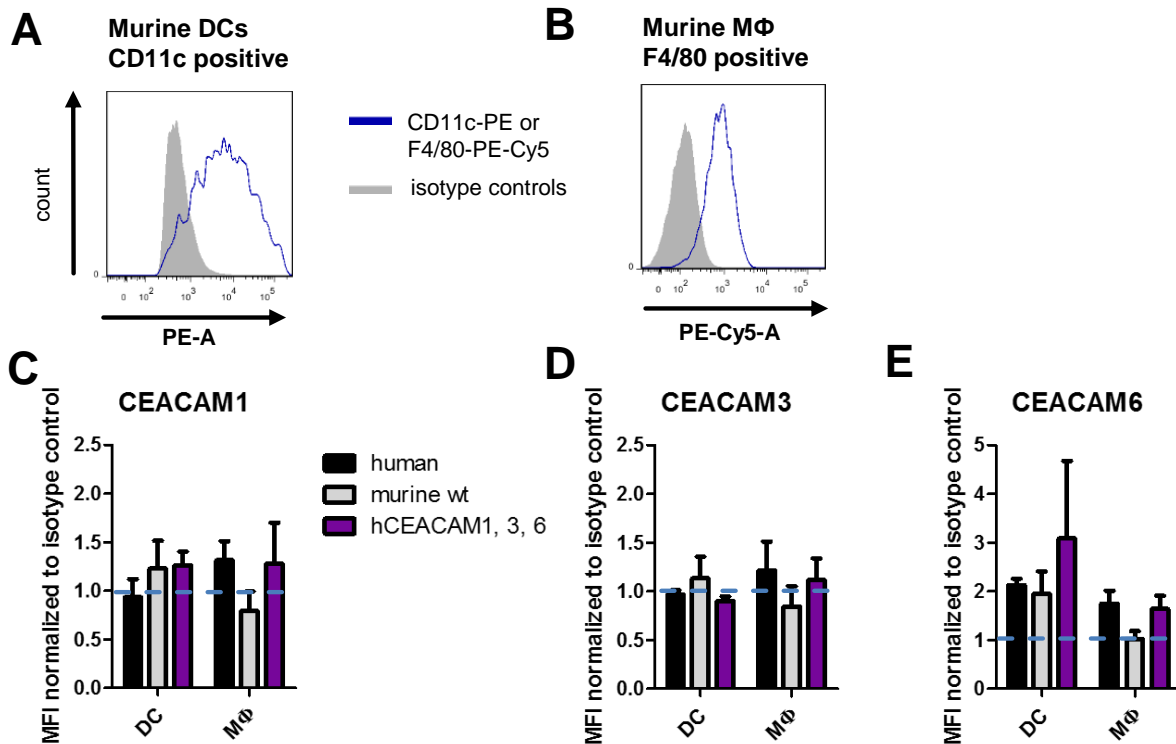 A
Murine DCs
CD11c positive
count
0
0 10² 10³ 10⁴ 10⁵
PE-A
CD11c-PE or
F4/80-PE-Cy5
isotype controls
B
Murine MΦ
F4/80 positive
0
0 10² 10³ 10⁴ 10⁵
PE-Cy5-A
C
CEACAM1
MFI normalized to isotype control
2.5
2.0
1.5
1.0
0.5
0.0
DC
MΦ
human
murine wt
hCEACAM1, 3, 6
D
CEACAM3
MFI normalized to isotype control
2.5
2.0
1.5
1.0
0.5
0.0
DC
MΦ
E
CEACAM6
MFI normalized to isotype control
5
4
3
2
1
0
DC
MΦ